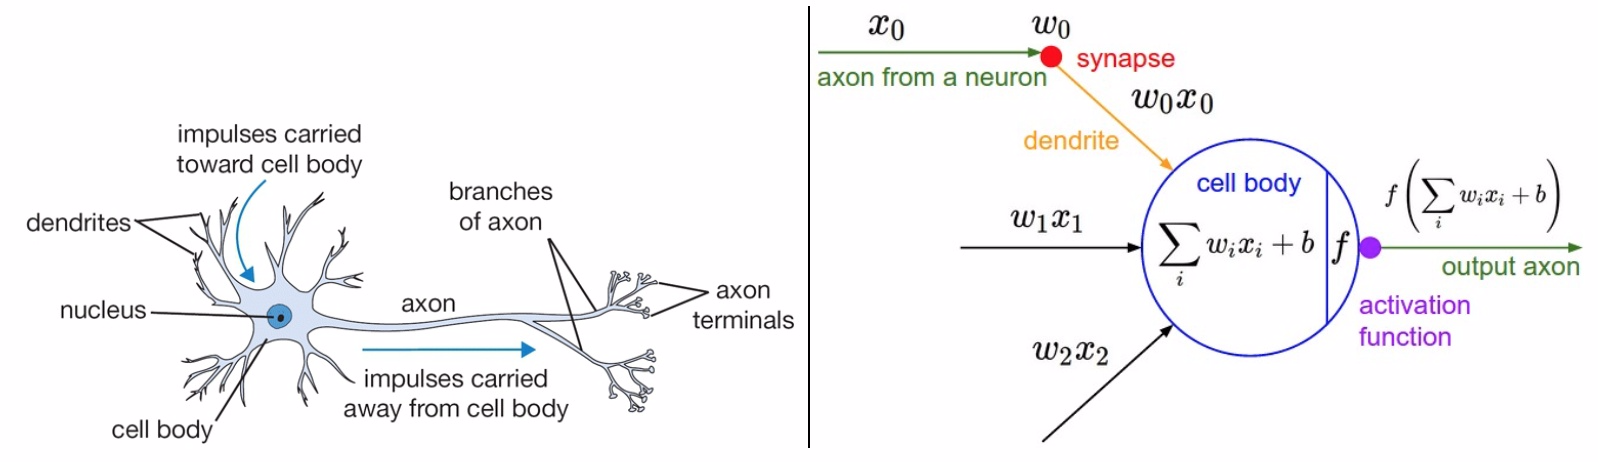 impulses carried
toward cell body
dendrites
nucleus
cell body
branches
of axon
axon
impulses carried
away from cell body
axon
terminals
x₀
w₀
axon from a neuron
synapse
w₀x₀
dendrite
cell body
w₁x₁
∑ᵢ wᵢxᵢ + b
f
w₂x₂
f(∑ᵢ wᵢxᵢ + b)
output axon
activation
function